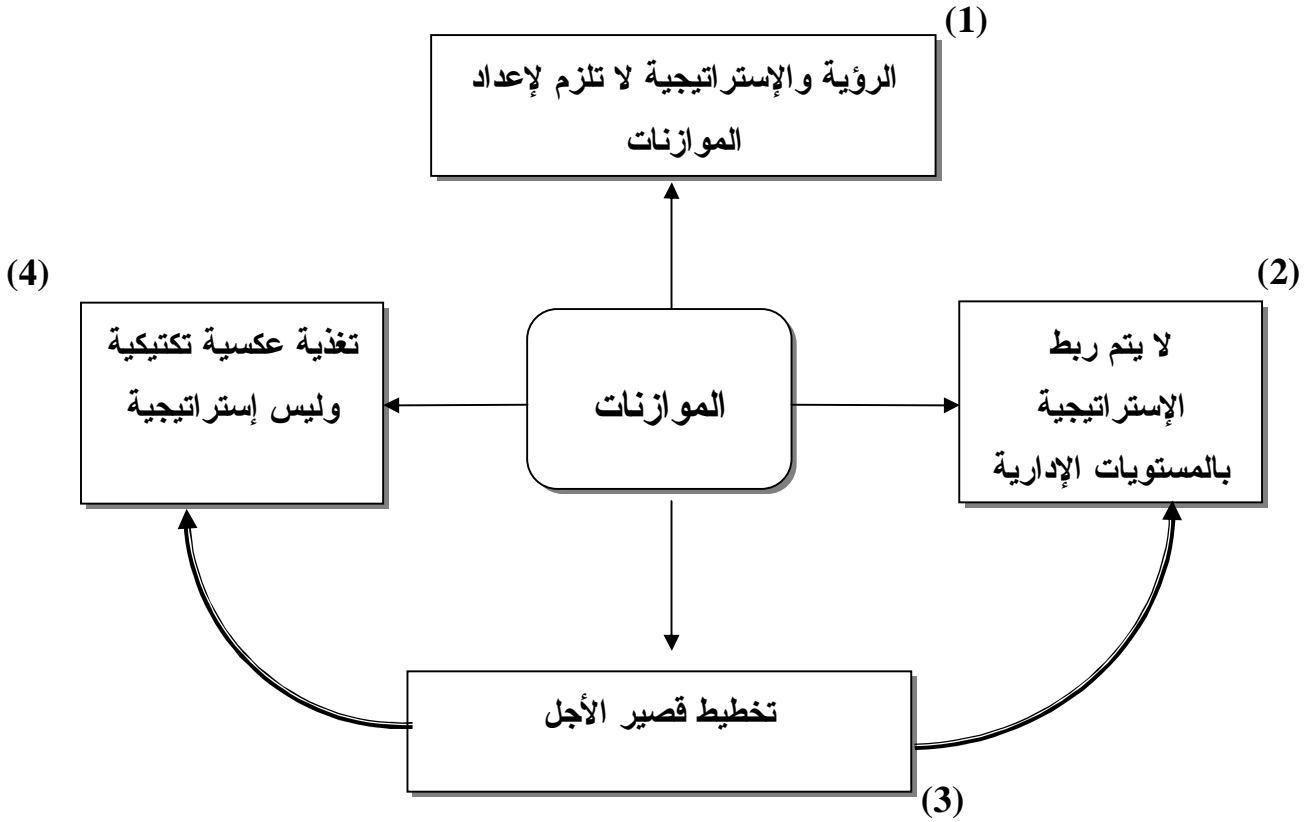 (1)
الرؤية والإستراتيجية لا تلزم لإعداد
الموازنات
(2)
لا يتم ربط
الإستراتيجية
بالمستويات الإدارية
الموازنات
(4)
تغذية عكسية تكتيكية
وليس إستراتيجية
تخطيط قصير الأجل
(3)